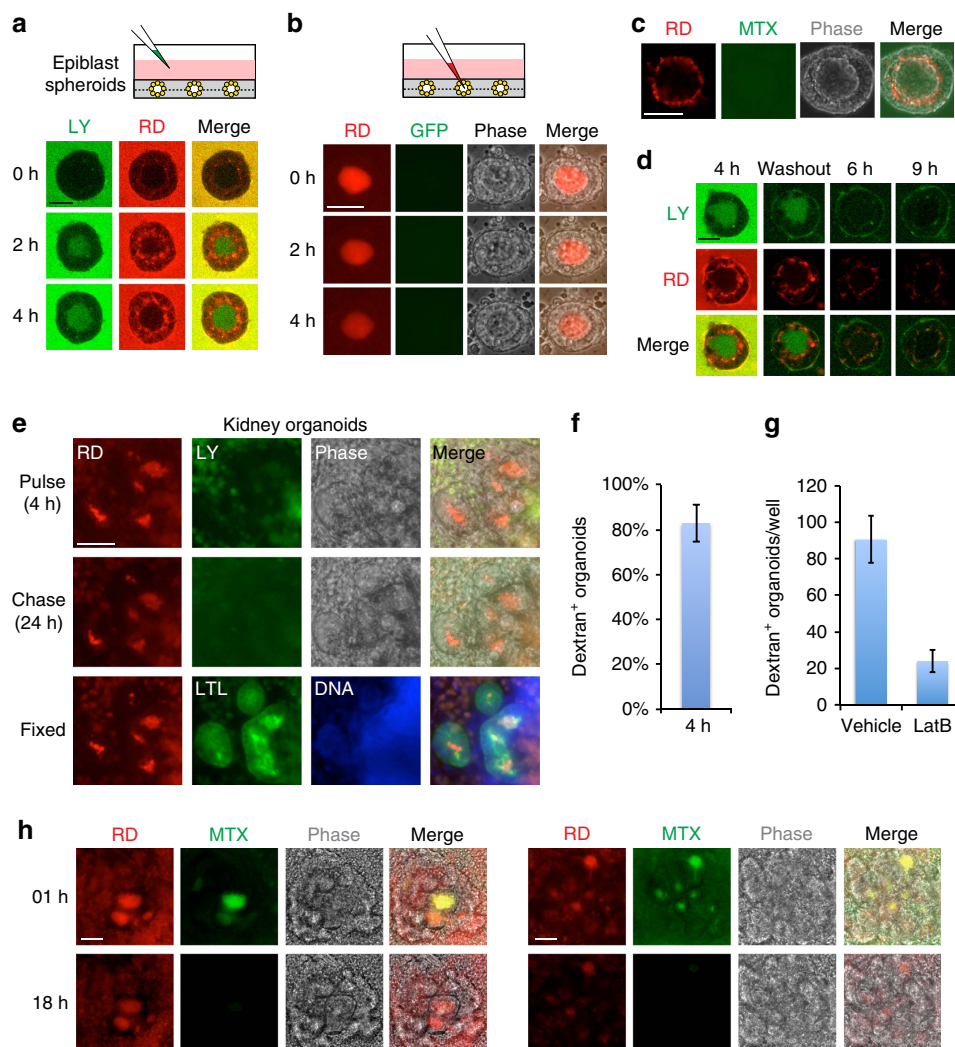 a
Epiblast
spheroids
LY RD Merge
0 h
2 h
4 h
b
RD GFP Phase Merge
0 h
2 h
4 h
c
RD MTX Phase Merge
d
4 h Washout 6 h 9 h
LY
RD
Merge
e
Kidney organoids
RD LY Phase Merge
Pulse
(4 h)
Chase
(24 h)
LTL DNA
Fixed
f
Dextran⁺ organoids
100%
80%
60%
40%
20%
0%
4 h
g
Dextran⁺ organoids/well
120
100
80
60
40
20
0
Vehicle LatB
h
RD MTX Phase Merge RD MTX Phase Merge
01 h
18 h